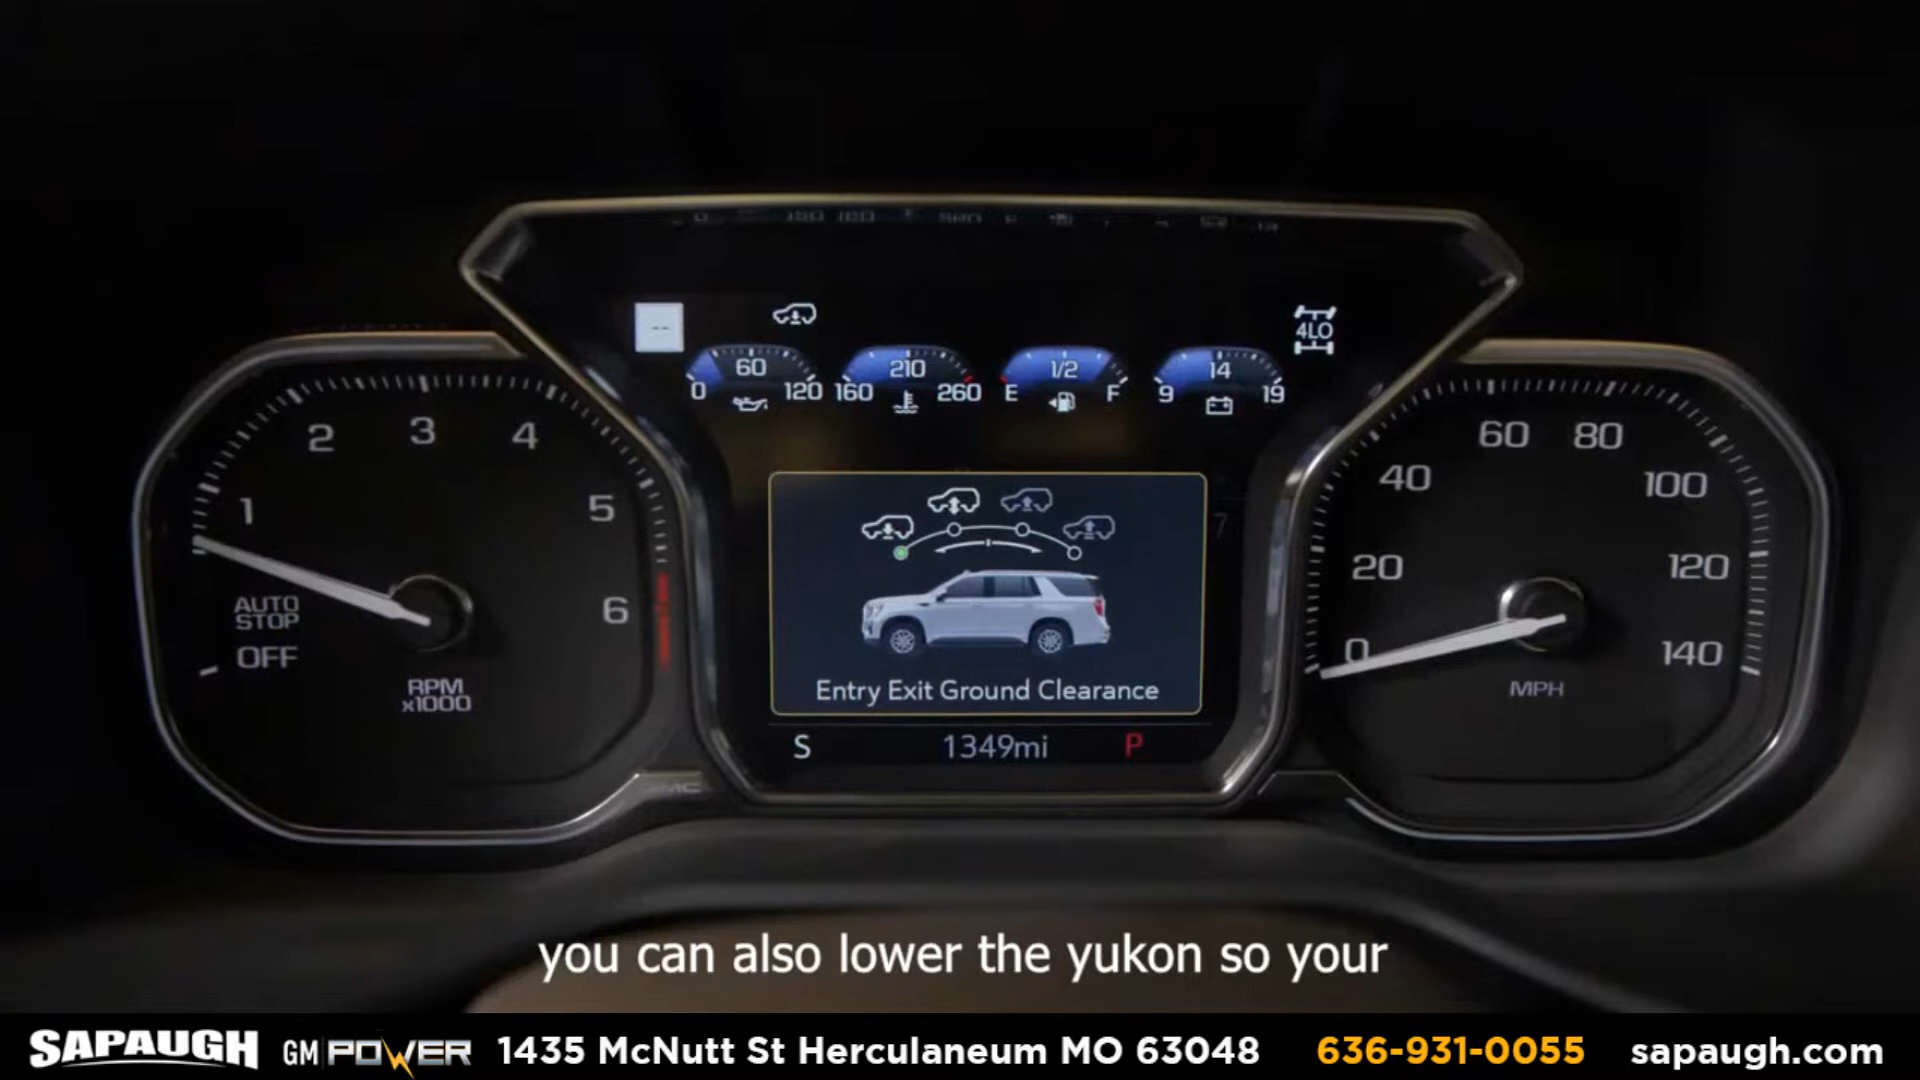 --
4LO
60
0 120
210
160 260
1/2
E F
14
9 19
1
2
3
4
5
6
AUTO
STOP
OFF
RPM
x1000
0
20
40
60
80
100
120
140
MPH
Entry Exit Ground Clearance
S 1349mi P
you can also lower the yukon so your
SAPAUGH GM POWER 1435 McNutt St Herculaneum MO 63048 636-931-0055 sapaugh.com